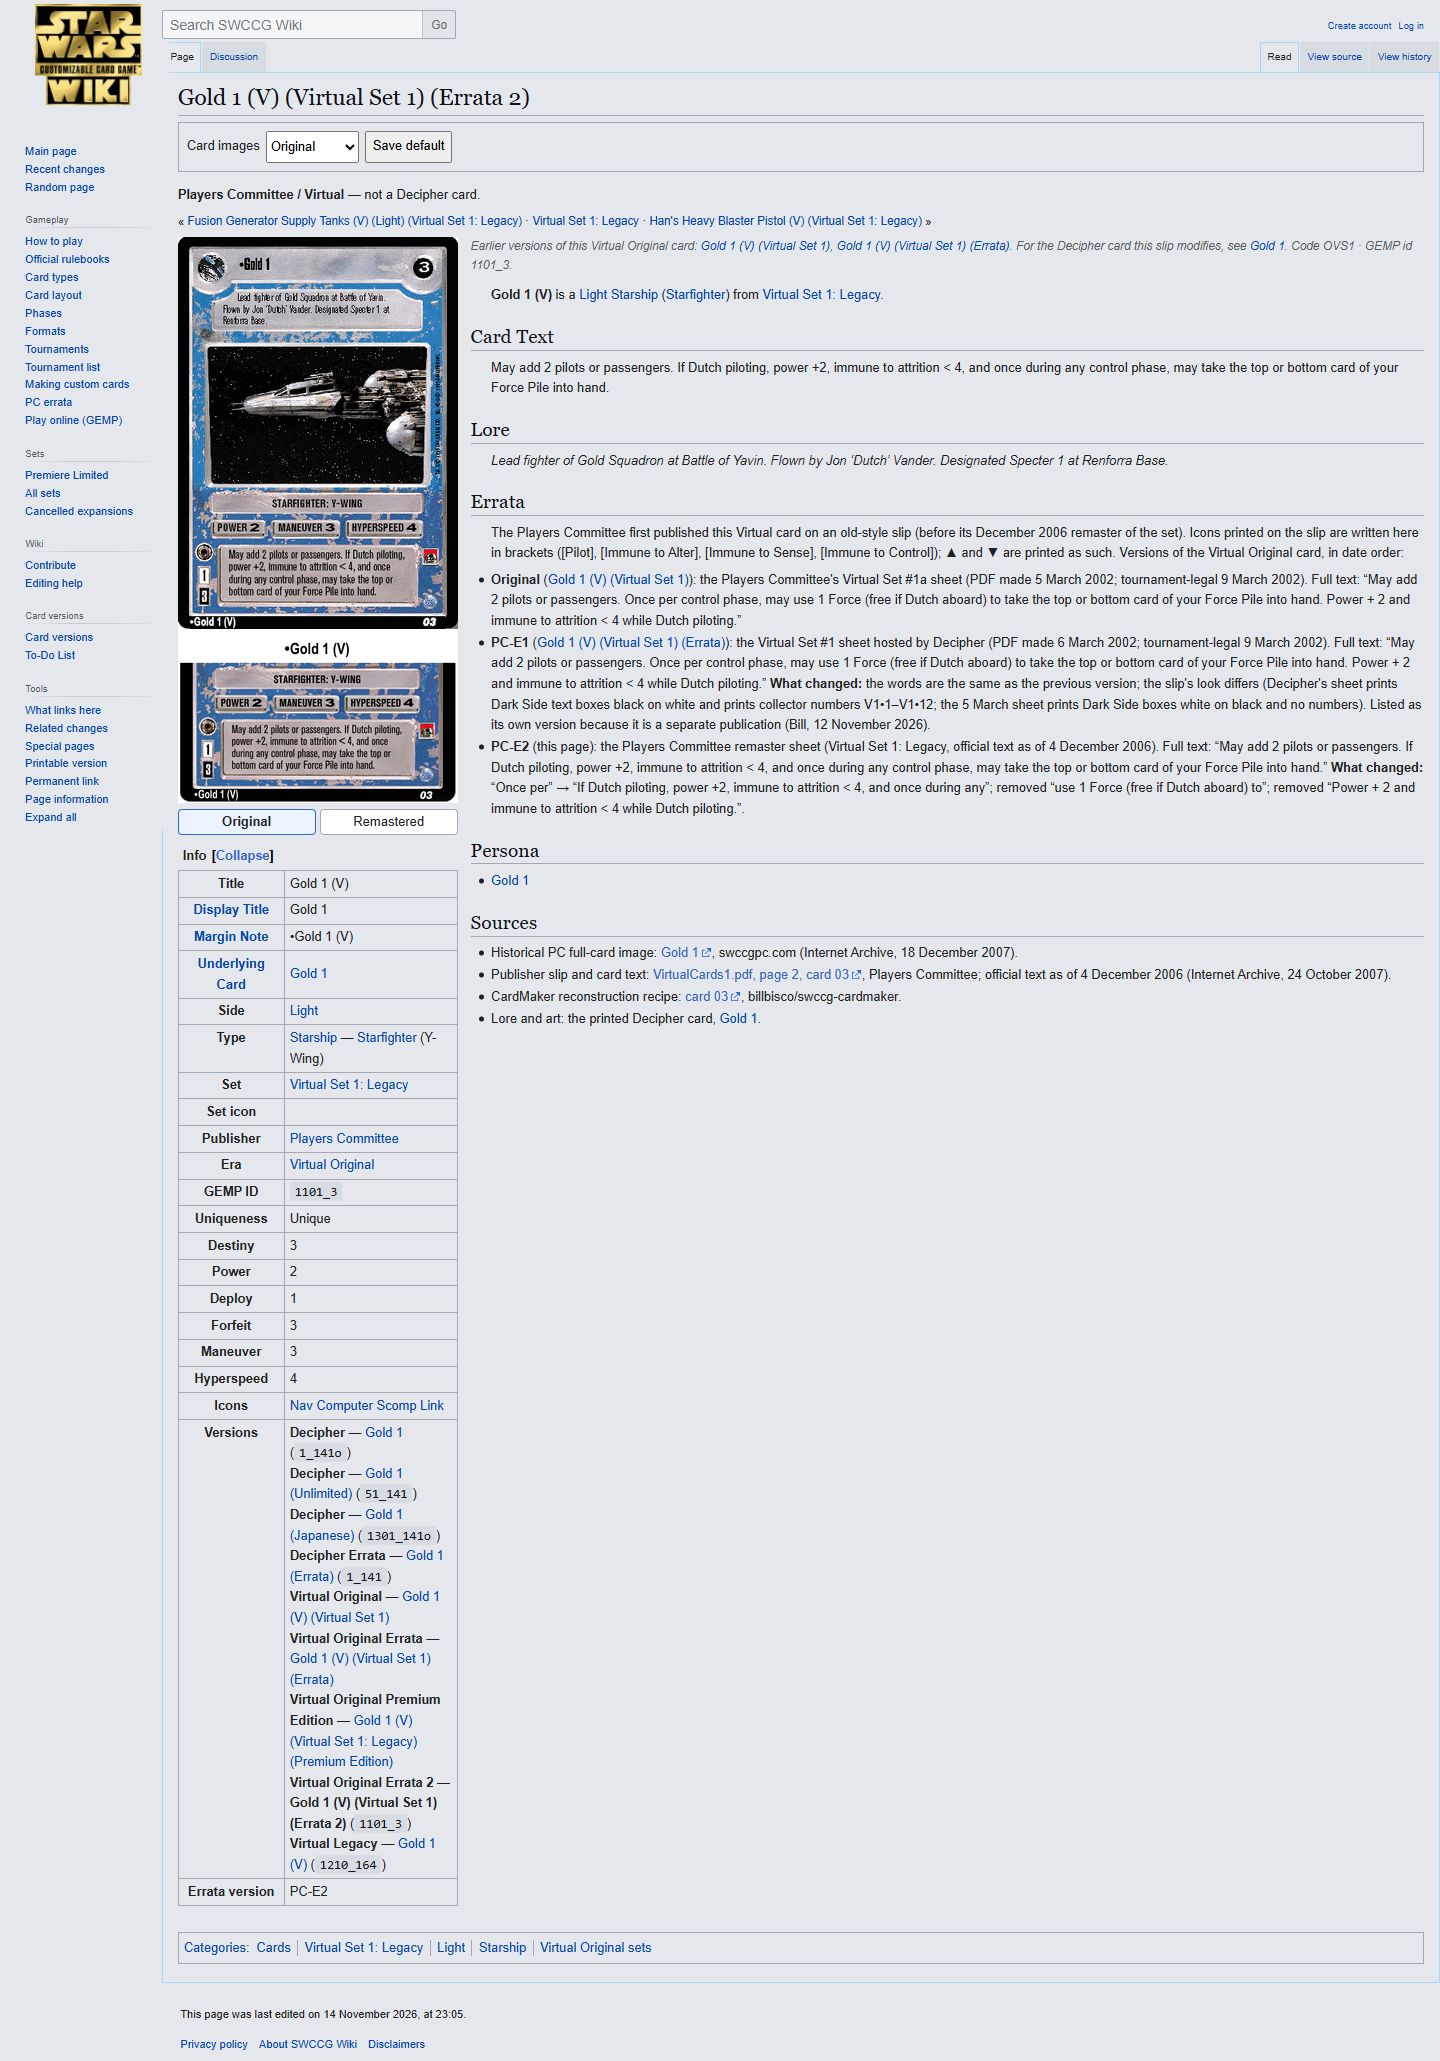 STAR WARS
CUSTOMIZABLE CARD GAME
WIKI
Search SWCCG Wiki
Go
Create account Log in
Page Discussion
Read View source View history
Main page
Recent changes
Random page
Gameplay
How to play
Official rulebooks
Card types
Card layout
Phases
Formats
Tournaments
Tournament list
Making custom cards
PC errata
Play online (GEMP)
Sets
Premiere Limited
All sets
Cancelled expansions
Wiki
Contribute
Editing help
Card versions
Card versions
To-Do List
Tools
What links here
Related changes
Special pages
Printable version
Permanent link
Page information
Expand all
Gold 1 (V) (Virtual Set 1) (Errata 2)
Card images Original Save default
Players Committee / Virtual — not a Decipher card.
« Fusion Generator Supply Tanks (V) (Light) (Virtual Set 1: Legacy) · Virtual Set 1: Legacy · Han's Heavy Blaster Pistol (V) (Virtual Set 1: Legacy) »
•Gold 1
3
Lead fighter of Gold Squadron at Battle of Yavin.
Flown by Jon 'Dutch' Vander. Designated Specter 1 at
Renforra Base.
STARFIGHTER: Y-WING
POWER 2 MANEUVER 3 HYPERSPEED 4
1
3
May add 2 pilots or passengers. If Dutch piloting,
power +2, immune to attrition < 4, and once
during any control phase, may take the top or
bottom card of your Force Pile into hand.
•Gold 1 (V) 03
•Gold 1 (V)
STARFIGHTER: Y-WING
POWER 2 MANEUVER 3 HYPERSPEED 4
1
3
May add 2 pilots or passengers. If Dutch piloting,
power +2, immune to attrition < 4, and once
during any control phase, may take the top or
bottom card of your Force Pile into hand.
•Gold 1 (V) 03
Original Remastered
Info [Collapse]
Title Gold 1 (V)
Display Title Gold 1
Margin Note •Gold 1 (V)
Underlying
Card Gold 1
Side Light
Type Starship — Starfighter (Y-
Wing)
Set Virtual Set 1: Legacy
Set icon
Publisher Players Committee
Era Virtual Original
GEMP ID 1101_3
Uniqueness Unique
Destiny 3
Power 2
Deploy 1
Forfeit 3
Maneuver 3
Hyperspeed 4
Icons Nav Computer Scomp Link
Versions Decipher — Gold 1
( 1_141o )
Decipher — Gold 1
(Unlimited) ( 51_141 )
Decipher — Gold 1
(Japanese) ( 1301_141o )
Decipher Errata — Gold 1
(Errata) ( 1_141 )
Virtual Original — Gold 1
(V) (Virtual Set 1)
Virtual Original Errata —
Gold 1 (V) (Virtual Set 1)
(Errata)
Virtual Original Premium
Edition — Gold 1 (V)
(Virtual Set 1: Legacy)
(Premium Edition)
Virtual Original Errata 2 —
Gold 1 (V) (Virtual Set 1)
(Errata 2) ( 1101_3 )
Virtual Legacy — Gold 1
(V) ( 1210_164 )
Errata version PC-E2
Earlier versions of this Virtual Original card: Gold 1 (V) (Virtual Set 1), Gold 1 (V) (Virtual Set 1) (Errata). For the Decipher card this slip modifies, see Gold 1. Code OVS1 · GEMP id
1101_3.
Gold 1 (V) is a Light Starship (Starfighter) from Virtual Set 1: Legacy.
Card Text
May add 2 pilots or passengers. If Dutch piloting, power +2, immune to attrition < 4, and once during any control phase, may take the top or bottom card of your
Force Pile into hand.
Lore
Lead fighter of Gold Squadron at Battle of Yavin. Flown by Jon 'Dutch' Vander. Designated Specter 1 at Renforra Base.
Errata
The Players Committee first published this Virtual card on an old-style slip (before its December 2006 remaster of the set). Icons printed on the slip are written here
in brackets ([Pilot], [Immune to Alter], [Immune to Sense], [Immune to Control]); ▲ and ▼ are printed as such. Versions of the Virtual Original card, in date order:
• Original (Gold 1 (V) (Virtual Set 1)): the Players Committee's Virtual Set #1a sheet (PDF made 5 March 2002; tournament-legal 9 March 2002). Full text: “May add
2 pilots or passengers. Once per control phase, may use 1 Force (free if Dutch aboard) to take the top or bottom card of your Force Pile into hand. Power + 2 and
immune to attrition < 4 while Dutch piloting.”
• PC-E1 (Gold 1 (V) (Virtual Set 1) (Errata)): the Virtual Set #1 sheet hosted by Decipher (PDF made 6 March 2002; tournament-legal 9 March 2002). Full text: “May
add 2 pilots or passengers. Once per control phase, may use 1 Force (free if Dutch aboard) to take the top or bottom card of your Force Pile into hand. Power + 2
and immune to attrition < 4 while Dutch piloting.” What changed: the words are the same as the previous version; the slip's look differs (Decipher's sheet prints
Dark Side text boxes black on white and prints collector numbers V1•1–V1•12; the 5 March sheet prints Dark Side boxes white on black and no numbers). Listed as
its own version because it is a separate publication (Bill, 12 November 2026).
• PC-E2 (this page): the Players Committee remaster sheet (Virtual Set 1: Legacy, official text as of 4 December 2006). Full text: “May add 2 pilots or passengers. If
Dutch piloting, power +2, immune to attrition < 4, and once during any control phase, may take the top or bottom card of your Force Pile into hand.” What changed:
“Once per” → “If Dutch piloting, power +2, immune to attrition < 4, and once during any”; removed “use 1 Force (free if Dutch aboard) to”; removed “Power + 2 and
immune to attrition < 4 while Dutch piloting.”.
Persona
• Gold 1
Sources
• Historical PC full-card image: Gold 1, swccgpc.com (Internet Archive, 18 December 2007).
• Publisher slip and card text: VirtualCards1.pdf, page 2, card 03, Players Committee; official text as of 4 December 2006 (Internet Archive, 24 October 2007).
• CardMaker reconstruction recipe: card 03, billbisco/swccg-cardmaker.
• Lore and art: the printed Decipher card, Gold 1.
Categories: Cards | Virtual Set 1: Legacy | Light | Starship | Virtual Original sets
This page was last edited on 14 November 2026, at 23:05.
Privacy policy About SWCCG Wiki Disclaimers